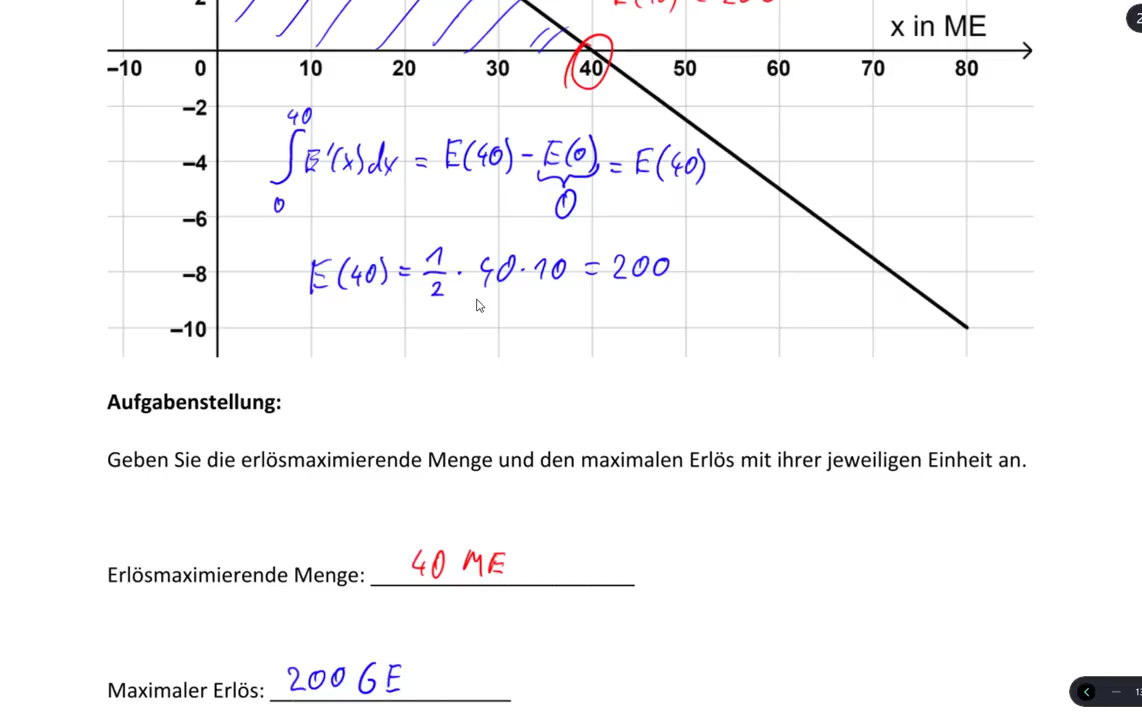 2
x in ME
−10 0 10 20 30 40 50 60 70 80
−2
40
∫ E'(x)dx = E(40) − E(0) = E(40)
−4
0
0
−6
E(40) = 1/2 · 40 · 10 = 200
−8
−10
Aufgabenstellung:
Geben Sie die erlösmaximierende Menge und den maximalen Erlös mit ihrer jeweiligen Einheit an.
Erlösmaximierende Menge: 40 ME
Maximaler Erlös: 200 GE